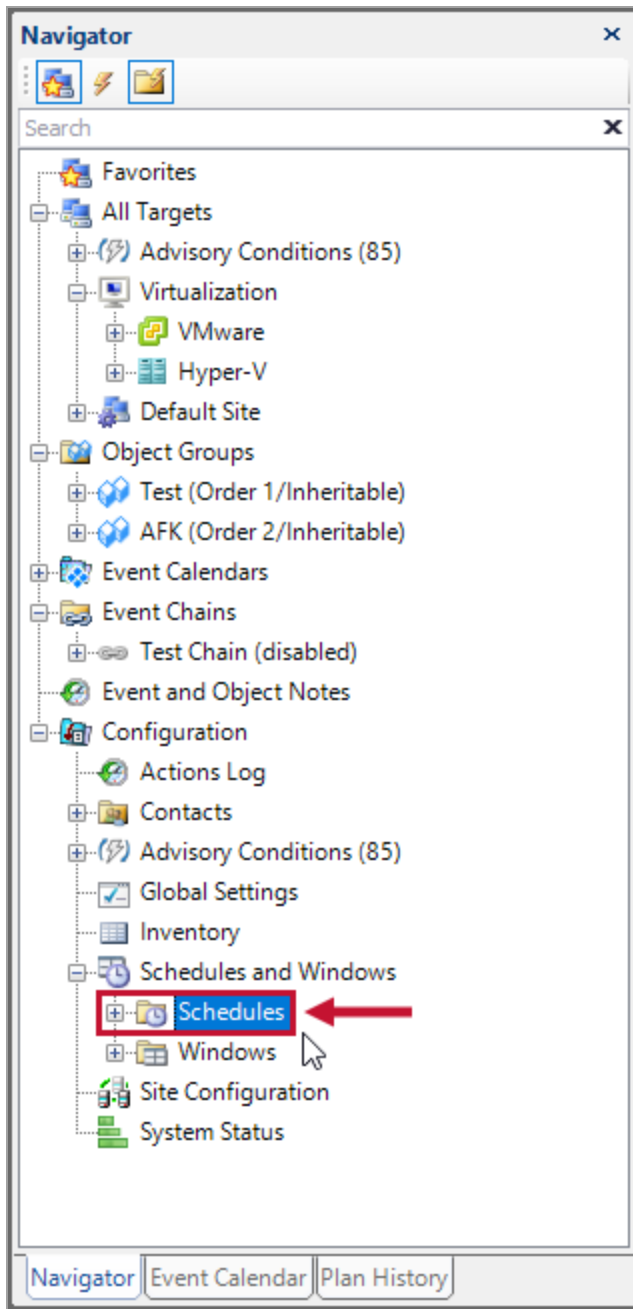 Navigator
Search
Favorites
All Targets
Advisory Conditions (85)
Virtualization
VMware
Hyper-V
Default Site
Object Groups
Test (Order 1/Inheritable)
AFK (Order 2/Inheritable)
Event Calendars
Event Chains
Test Chain (disabled)
Event and Object Notes
Configuration
Actions Log
Contacts
Advisory Conditions (85)
Global Settings
Inventory
Schedules and Windows
Schedules
Windows
Site Configuration
System Status
Navigator Event Calendar Plan History